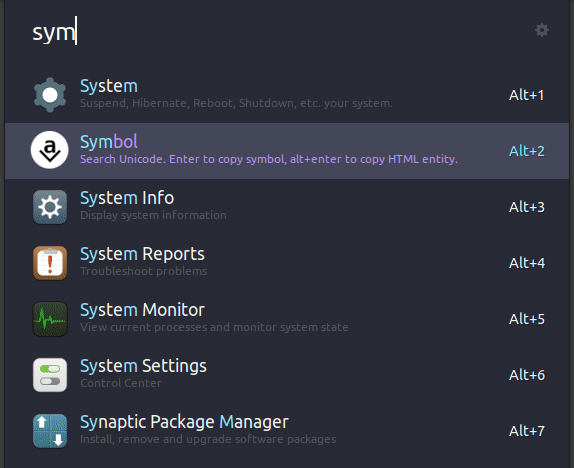 sym
System
Suspend, Hibernate, Reboot, Shutdown, etc. your system.
Alt+1
a
Symbol
Search Unicode. Enter to copy symbol, alt+enter to copy HTML entity.
Alt+2
System Info
Display system information
Alt+3
System Reports
Troubleshoot problems
Alt+4
System Monitor
View current processes and monitor system state
Alt+5
System Settings
Control Center
Alt+6
Synaptic Package Manager
Install, remove and upgrade software packages
Alt+7